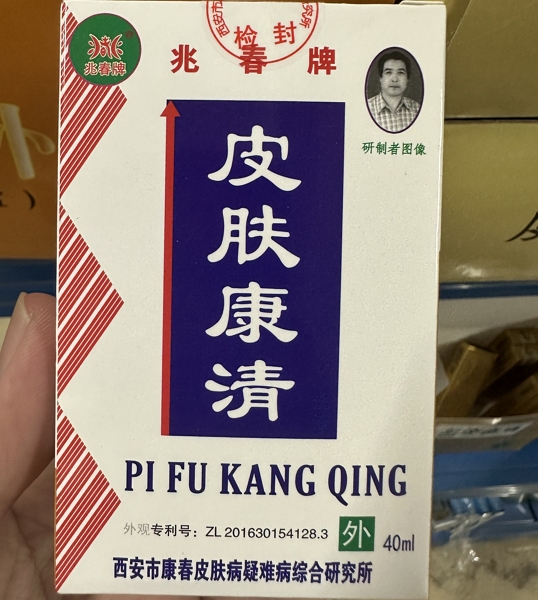 兆春牌
检封
兆春牌
研制者图像
皮肤康清
PI FU KANG QING
外观专利号：ZL 201630154128.3
外
40ml
西安市康春皮肤病疑难病综合研究所